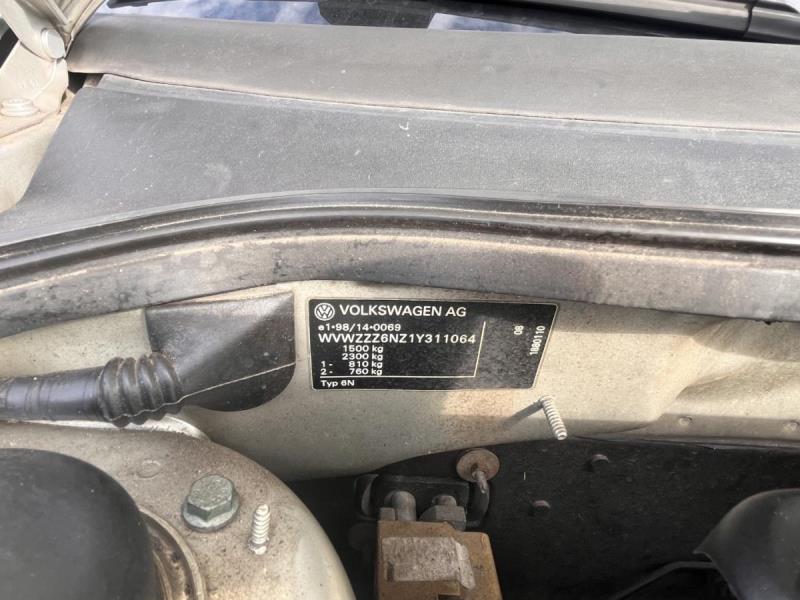 VOLKSWAGEN AG
e1*98/14*0069
WVWZZZ6NZ1Y311064
1500 kg
2300 kg
1- 810 kg
2- 760 kg
Typ 6N
08
1880110